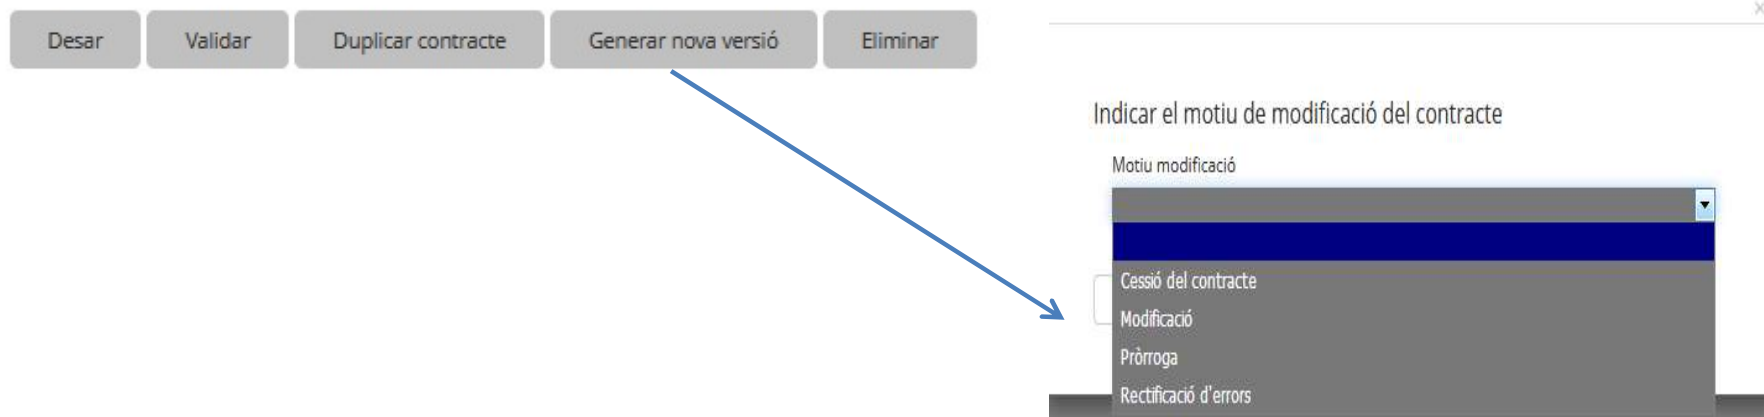 Desar Validar Duplicar contracte Generar nova versió Eliminar
Indicar el motiu de modificació del contracte
Motiu modificació
Cessió del contracte
Modificació
Pròrroga
Rectificació d'errors